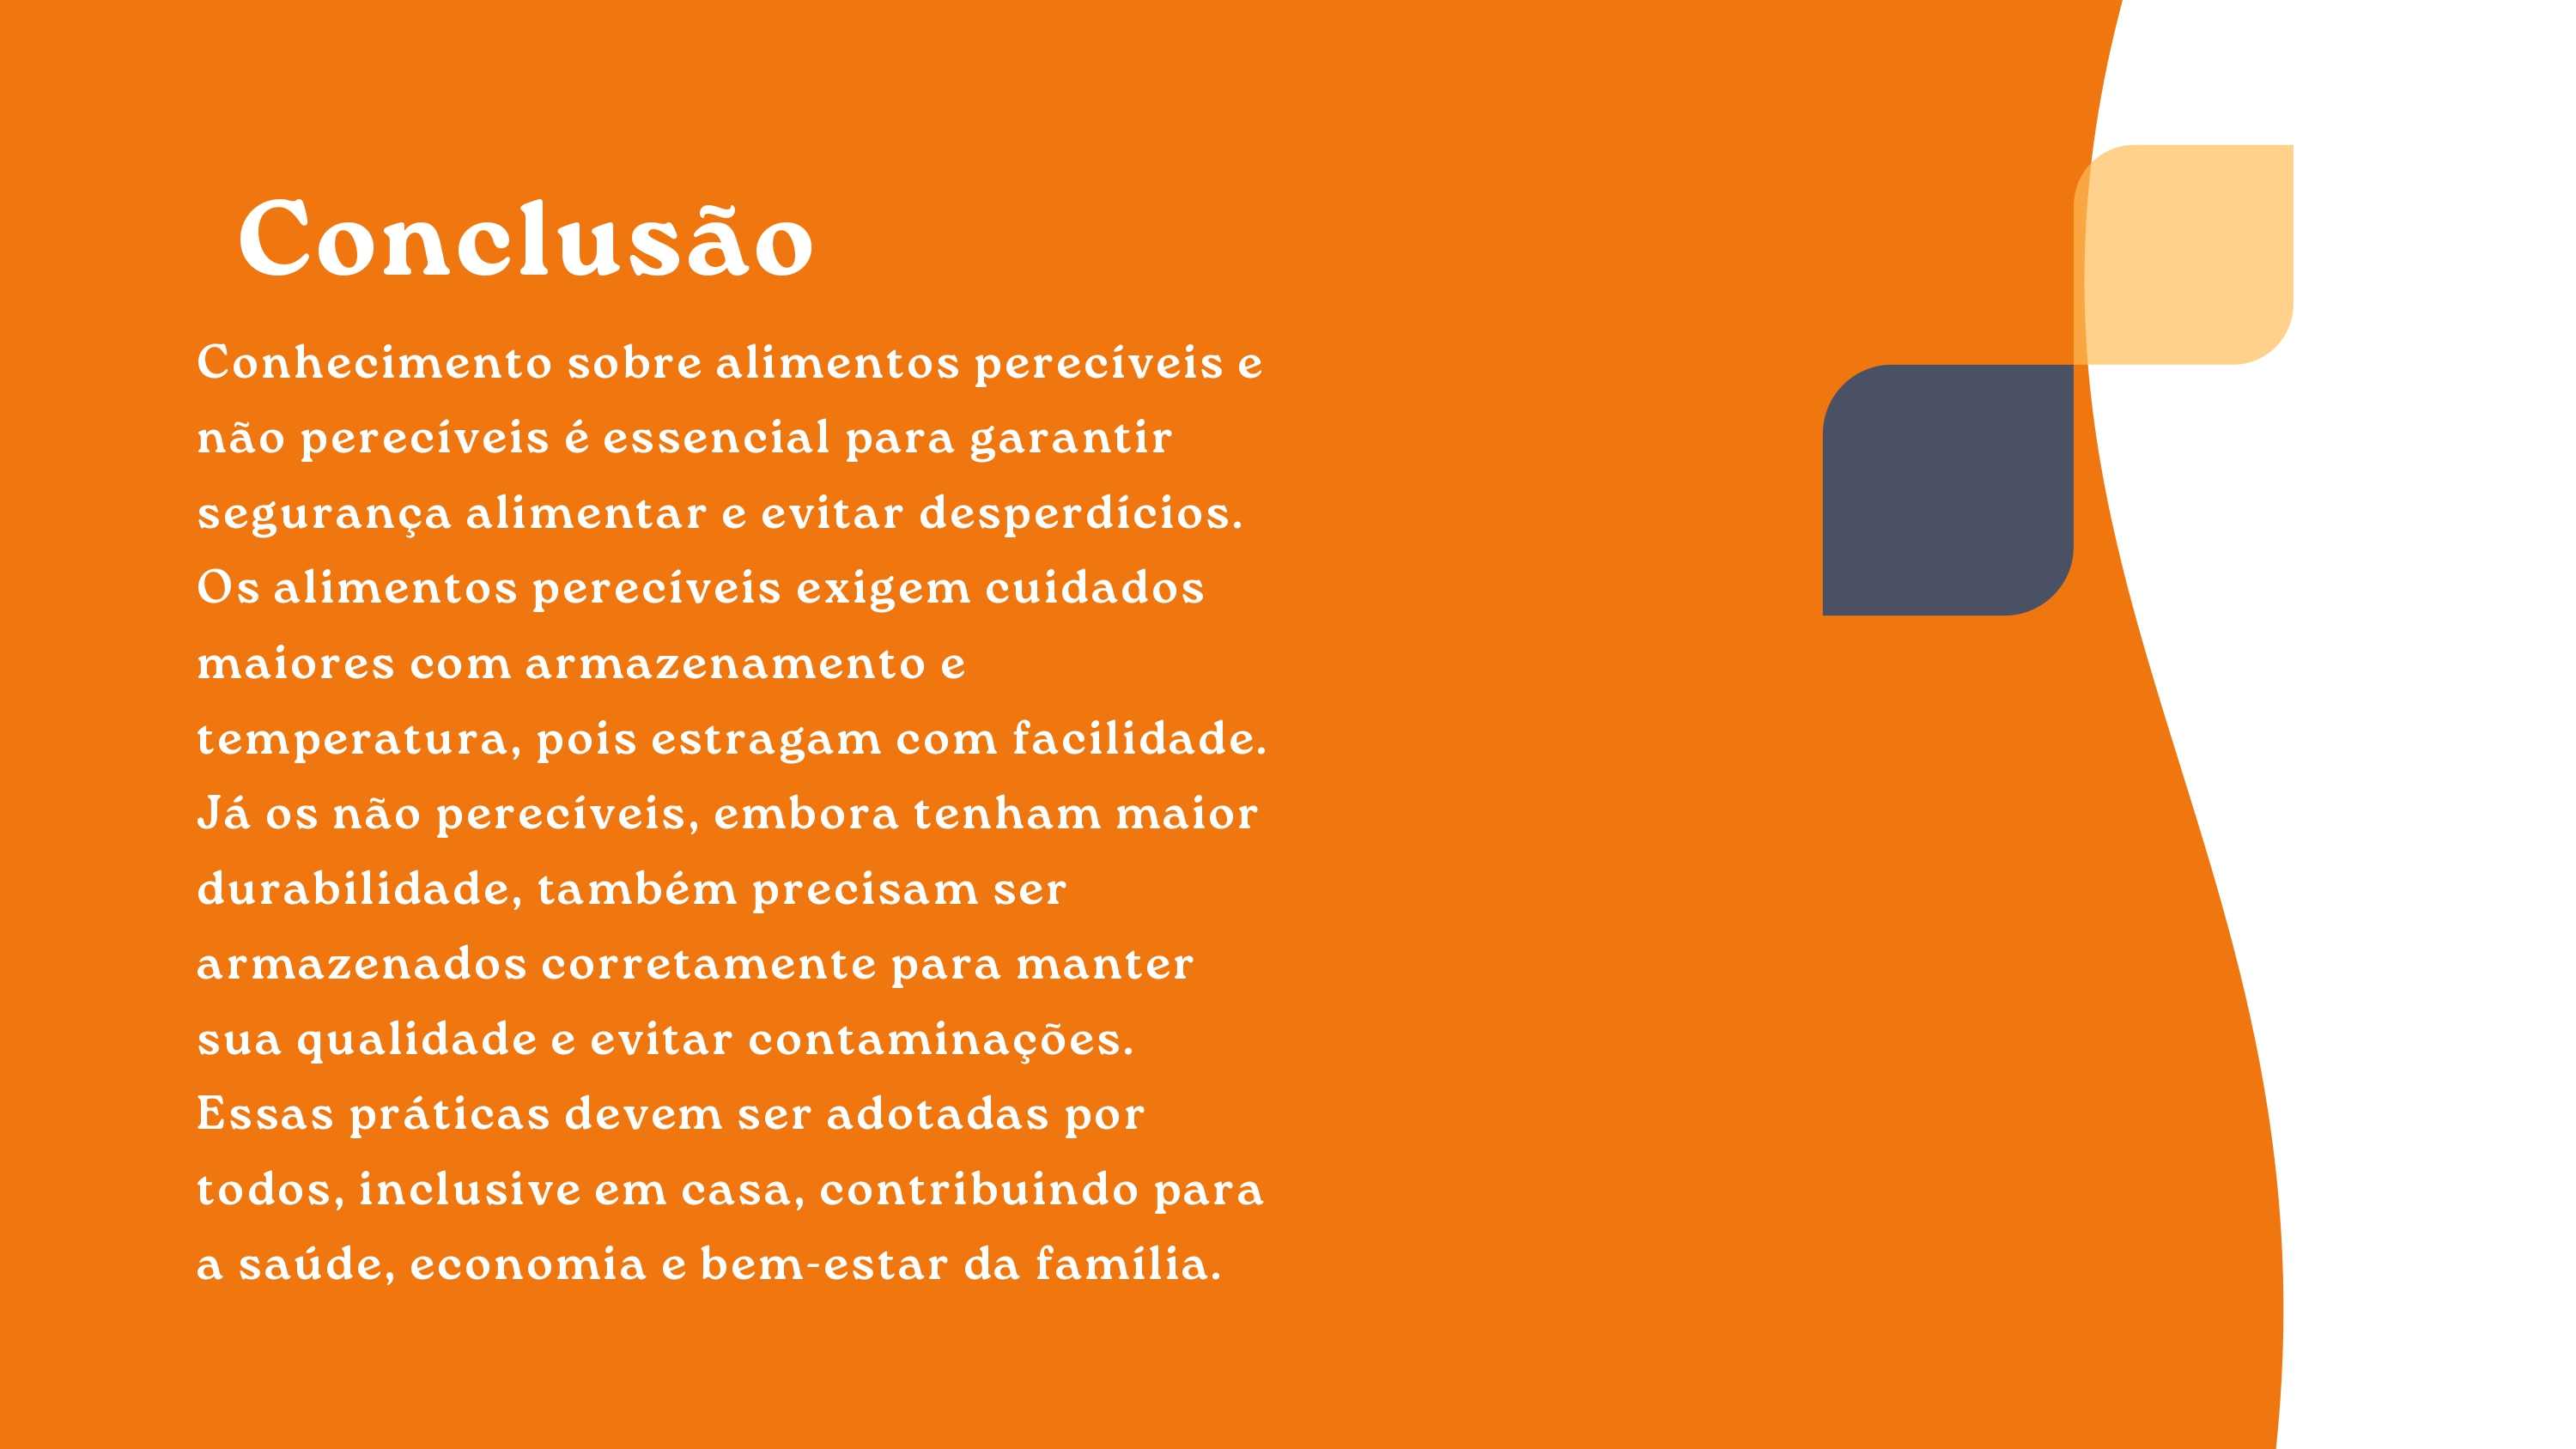 Conclusão
Conhecimento sobre alimentos perecíveis e
não perecíveis é essencial para garantir
segurança alimentar e evitar desperdícios.
Os alimentos perecíveis exigem cuidados
maiores com armazenamento e
temperatura, pois estragam com facilidade.
Já os não perecíveis, embora tenham maior
durabilidade, também precisam ser
armazenados corretamente para manter
sua qualidade e evitar contaminações.
Essas práticas devem ser adotadas por
todos, inclusive em casa, contribuindo para
a saúde, economia e bem-estar da família.